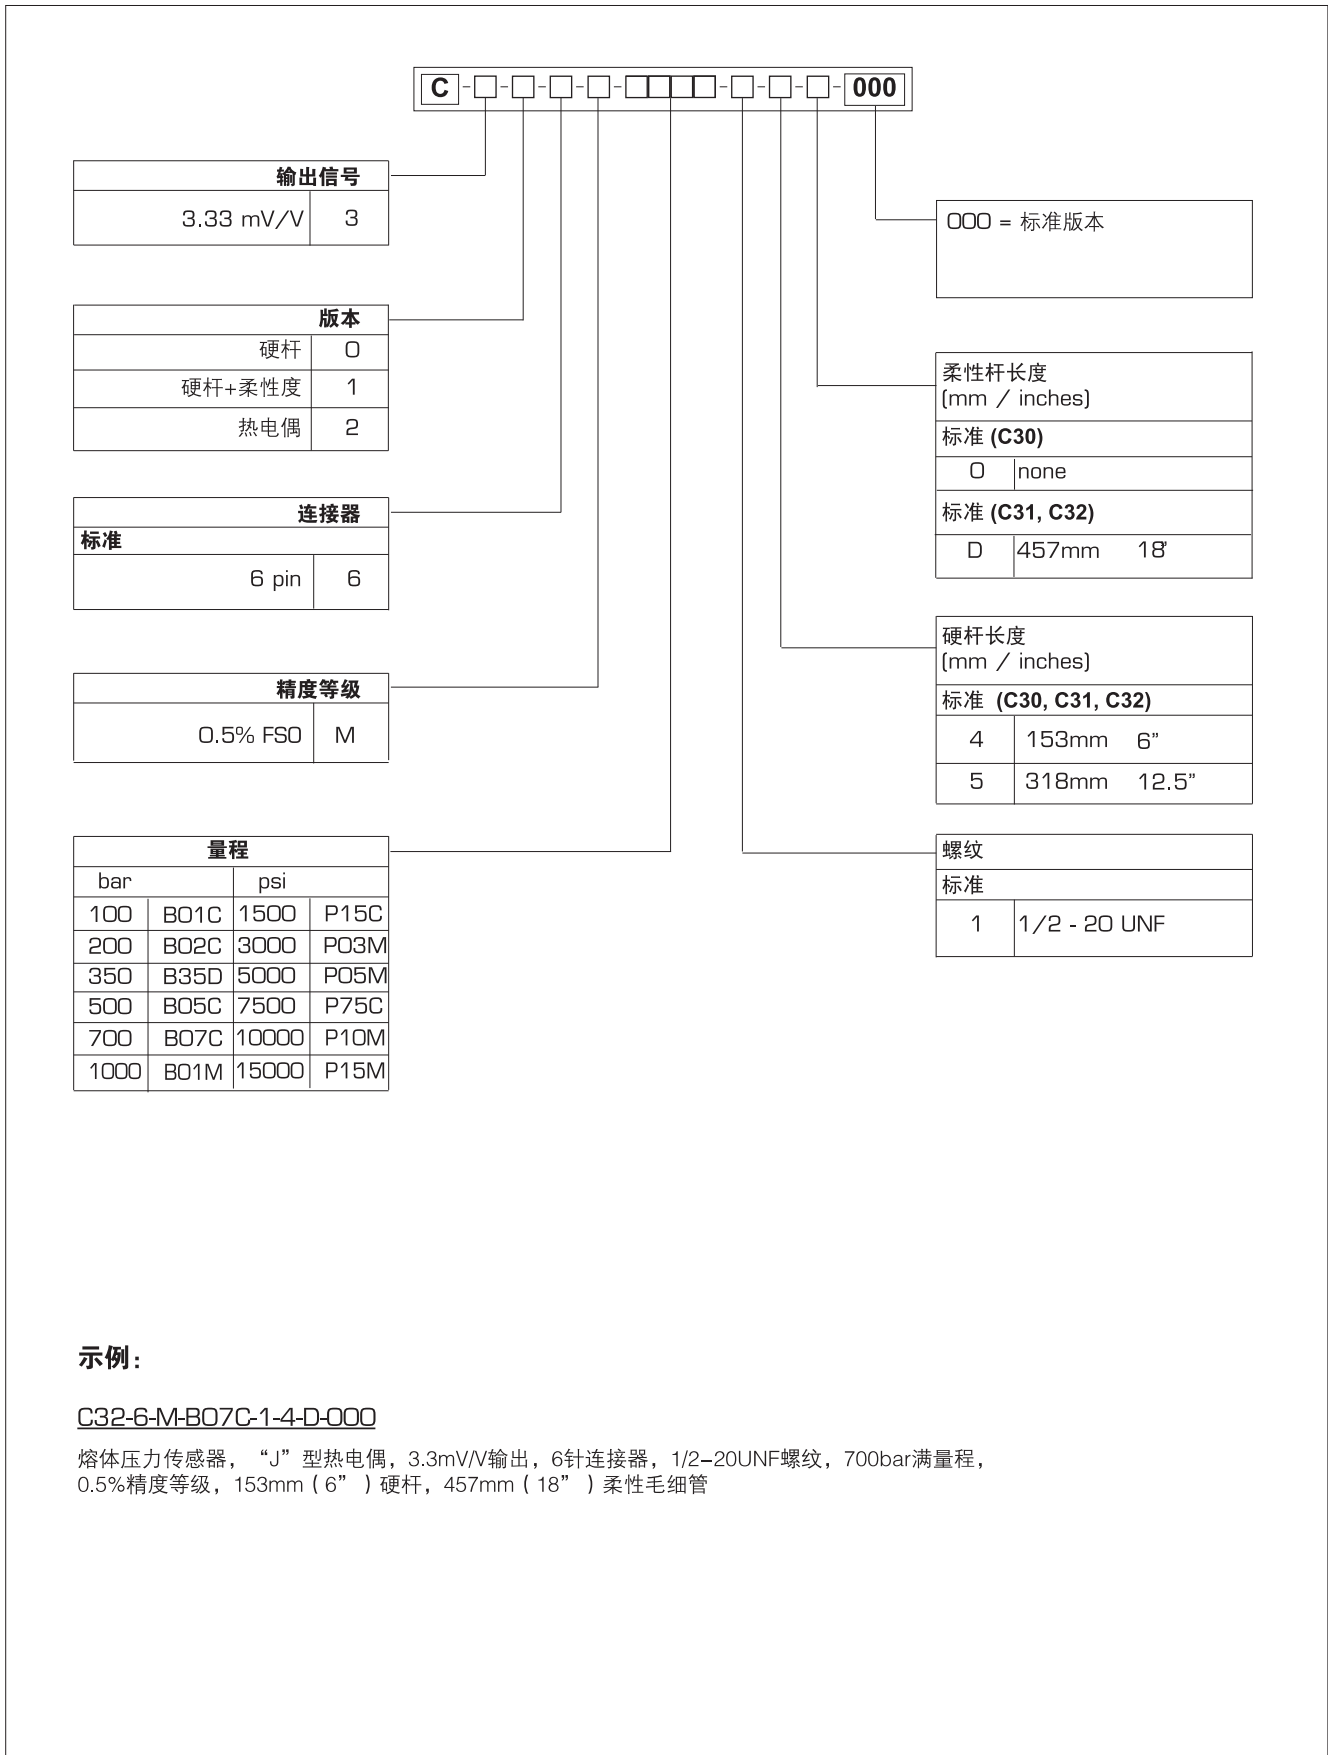 C - - - - - - - - 000
输出信号
3.33 mV/V 3
版本
硬杆 0
硬杆+柔性度 1
热电偶 2
连接器
标准
6 pin 6
精度等级
0.5% FSO M
量程
bar psi
100 B01C 1500 P15C
200 B02C 3000 P03M
350 B35D 5000 P05M
500 B05C 7500 P75C
700 B07C 10000 P10M
1000 B01M 15000 P15M
000 = 标准版本
柔性杆长度
(mm / inches)
标准 (C30)
0 none
标准 (C31, C32)
D 457mm 18”
硬杆长度
(mm / inches)
标准 (C30, C31, C32)
4 153mm 6”
5 318mm 12.5”
螺纹
标准
1 1/2 - 20 UNF
示例：
C32-6-M-B07C-1-4-D-000
熔体压力传感器，“J”型热电偶，3.3mV/V输出，6针连接器，1/2–20UNF螺纹，700bar满量程，
0.5%精度等级，153mm（6”）硬杆，457mm（18”）柔性毛细管